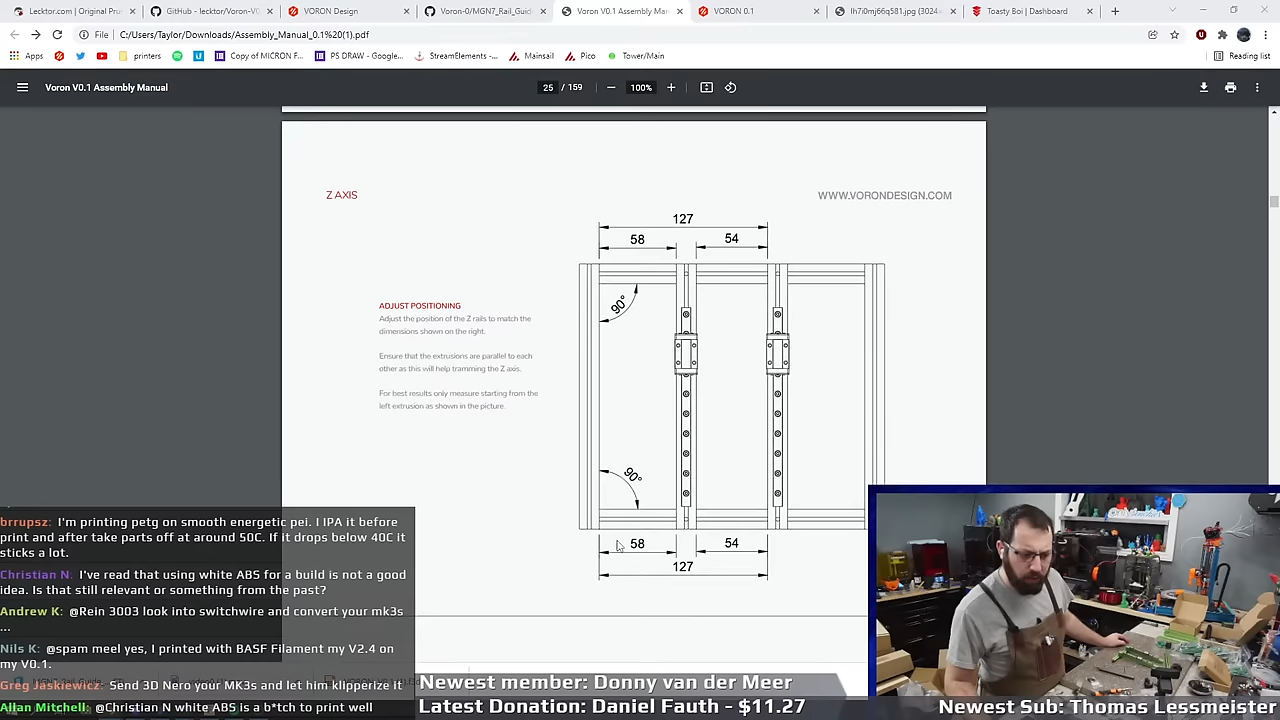 Lecktor.com | Original Pru
GitHub - lecktor/Voron-V0
VORON Design
Voron-0/MGN7_Rail_Guide
Voron V0.1 Assembly Man
VORON 0.1
lh7i0mj66q581.jpg (3024
Toasty Boi | Dashboard
File
C:/Users/Taylor/Downloads/Assembly_Manual_0.1%20(1).pdf
Apps
printers
Copy of MICRON F...
PS DRAW - Google...
StreamElements -...
Mainsail
Pico
Tower/Main
Reading list
Voron V0.1 Assembly Manual
25 / 159
100%
Z AXIS
WWW.VORONDESIGN.COM
127
58
54
90°
ADJUST POSITIONING
Adjust the position of the Z rails to match the
dimensions shown on the right.
Ensure that the extrusions are parallel to each
other as this will help tramming the Z axis.
For best results only measure starting from the
left extrusion as shown in the picture.
90°
58
54
127
brrupsz: I'm printing petg on smooth energetic pei. I IPA it before
print and after take parts off at around 50C. If it drops below 40C it
sticks a lot.
Christian N: I've read that using white ABS for a build is not a good
idea. Is that still relevant or something from the past?
Andrew K: @Rein 3003 look into switchwire and convert your mk3s
...
Nils K: @spam meel yes, I printed with BASF Filament my V2.4 on
my V0.1.
Greg Jaskiewicz: Send 3D Nero your MK3s and let him klipperize it
Allan Mitchell: @Christian N white ABS is a b*tch to print well
Newest member: Donny van der Meer
Latest Donation: Daniel Fauth - $11.27
Newest Sub: Thomas Lessmeister